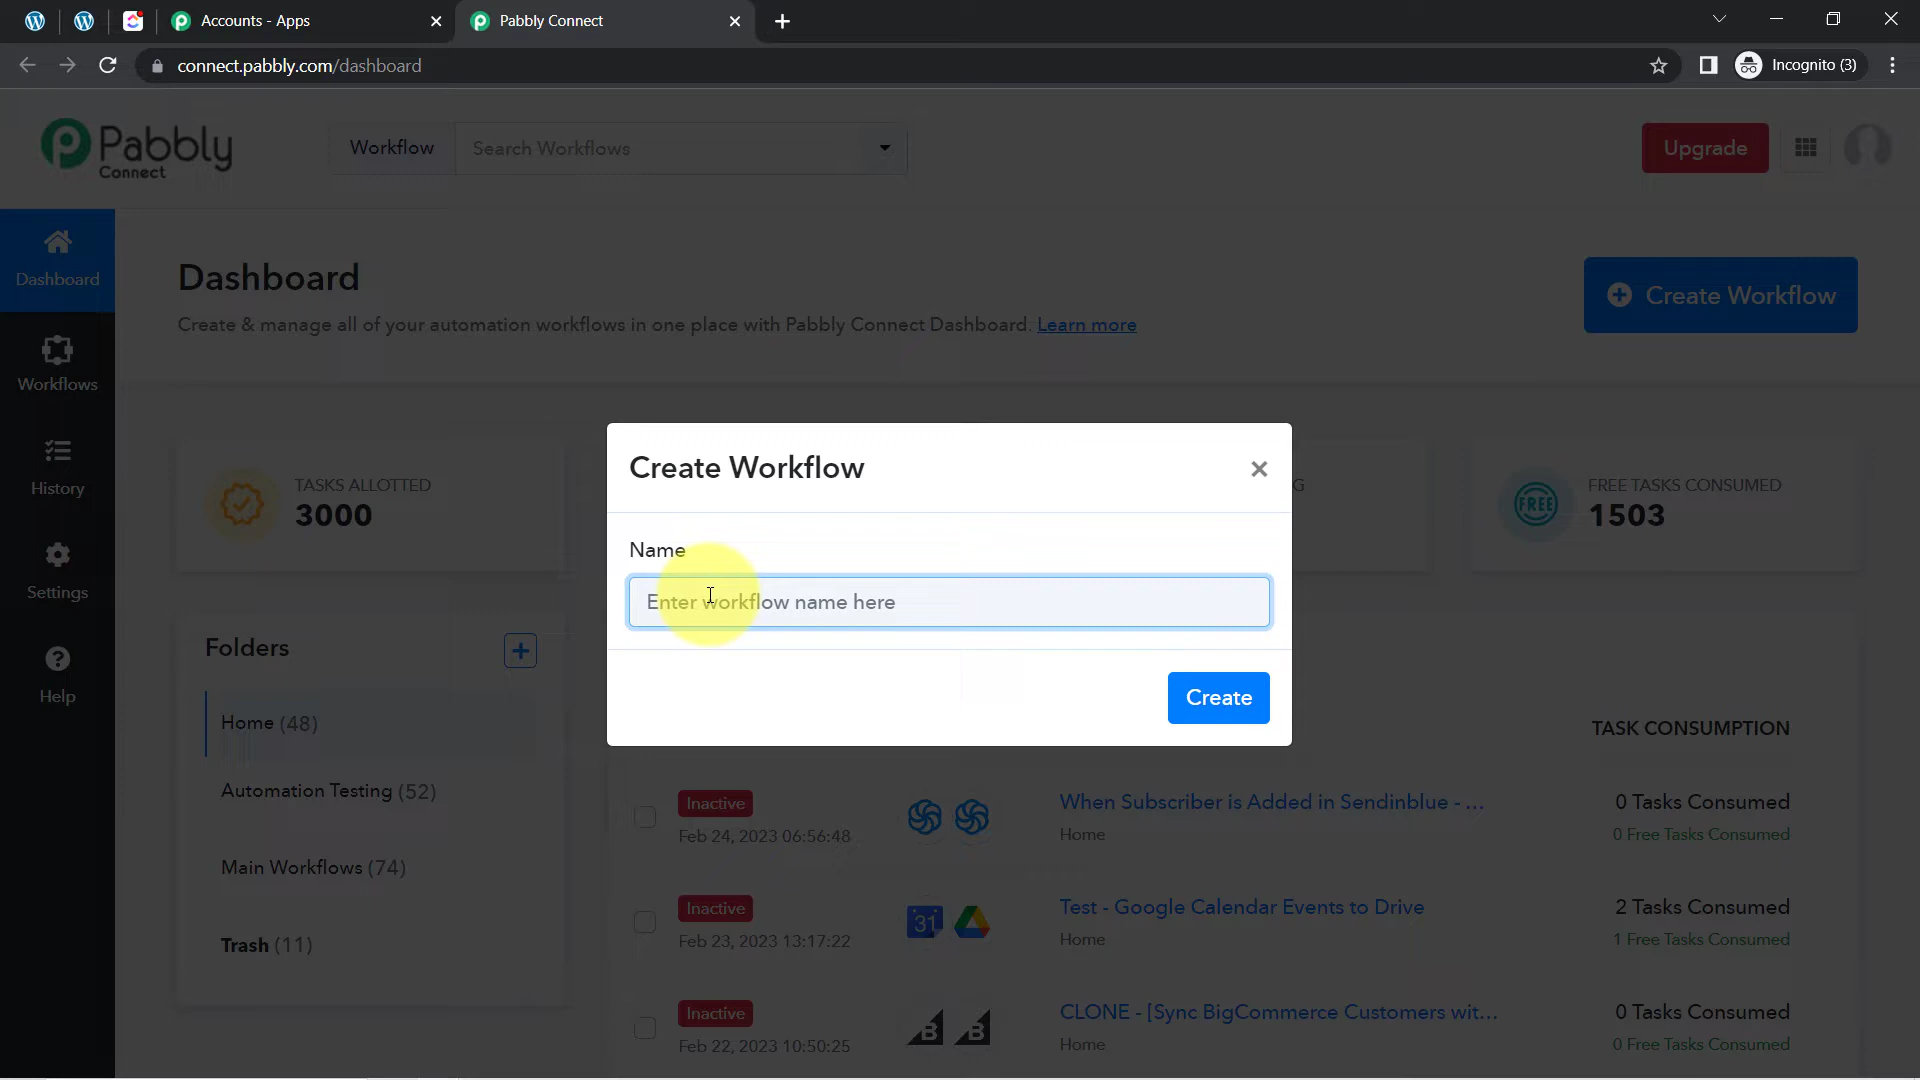 Accounts - Apps
Pabbly Connect
connect.pabbly.com/dashboard
Incognito (3)
Pabbly
Connect
Workflow
Search Workflows
Upgrade
Dashboard
Workflows
History
Settings
Help
Dashboard
Create & manage all of your automation workflows in one place with Pabbly Connect Dashboard. Learn more
Create Workflow
TASKS ALLOTTED
3000
G
FREE
FREE TASKS CONSUMED
1503
Create Workflow
Name
Enter workflow name here
Create
Folders
Home (48)
Automation Testing (52)
Main Workflows (74)
Trash (11)
TASK CONSUMPTION
Inactive
Feb 24, 2023 06:56:48
When Subscriber is Added in Sendinblue - ...
Home
0 Tasks Consumed
0 Free Tasks Consumed
Inactive
Feb 23, 2023 13:17:22
31
Test - Google Calendar Events to Drive
Home
2 Tasks Consumed
1 Free Tasks Consumed
Inactive
Feb 22, 2023 10:50:25
B
B
CLONE - [Sync BigCommerce Customers wit...
Home
0 Tasks Consumed
0 Free Tasks Consumed